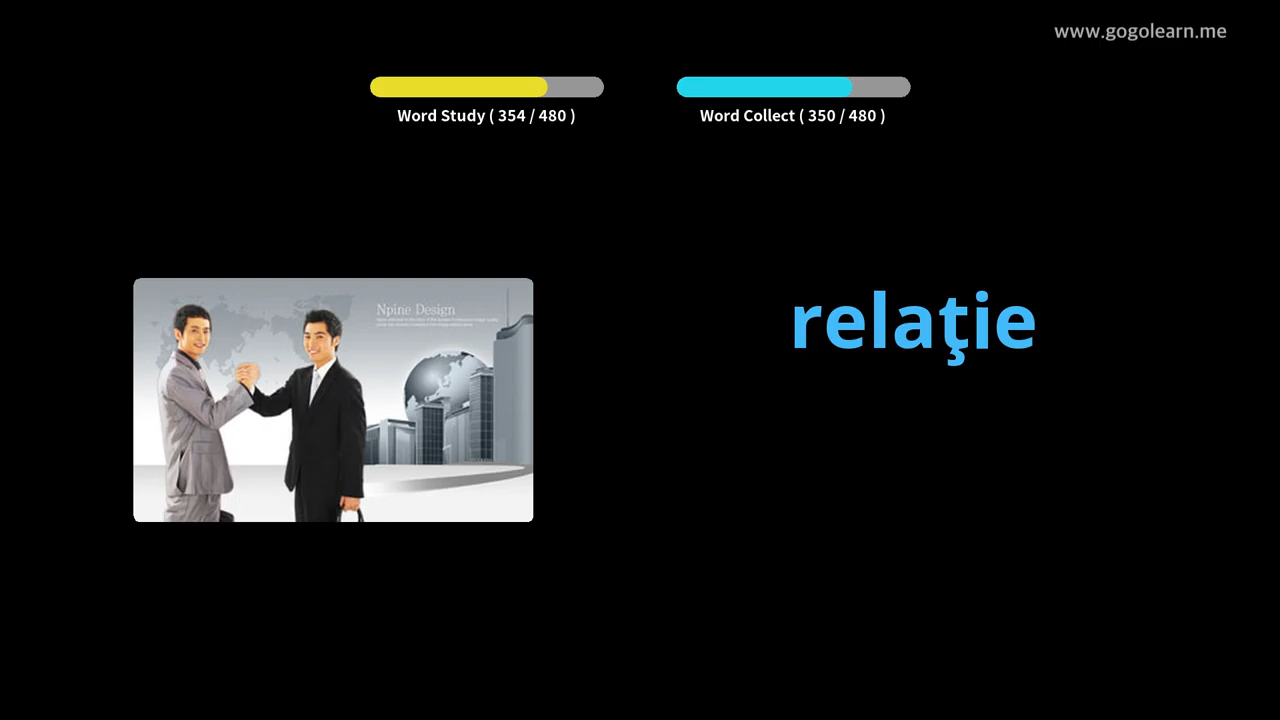 www.gogolearn.me
Word Study ( 354 / 480 )
Word Collect ( 350 / 480 )
Npine Design
relaţie